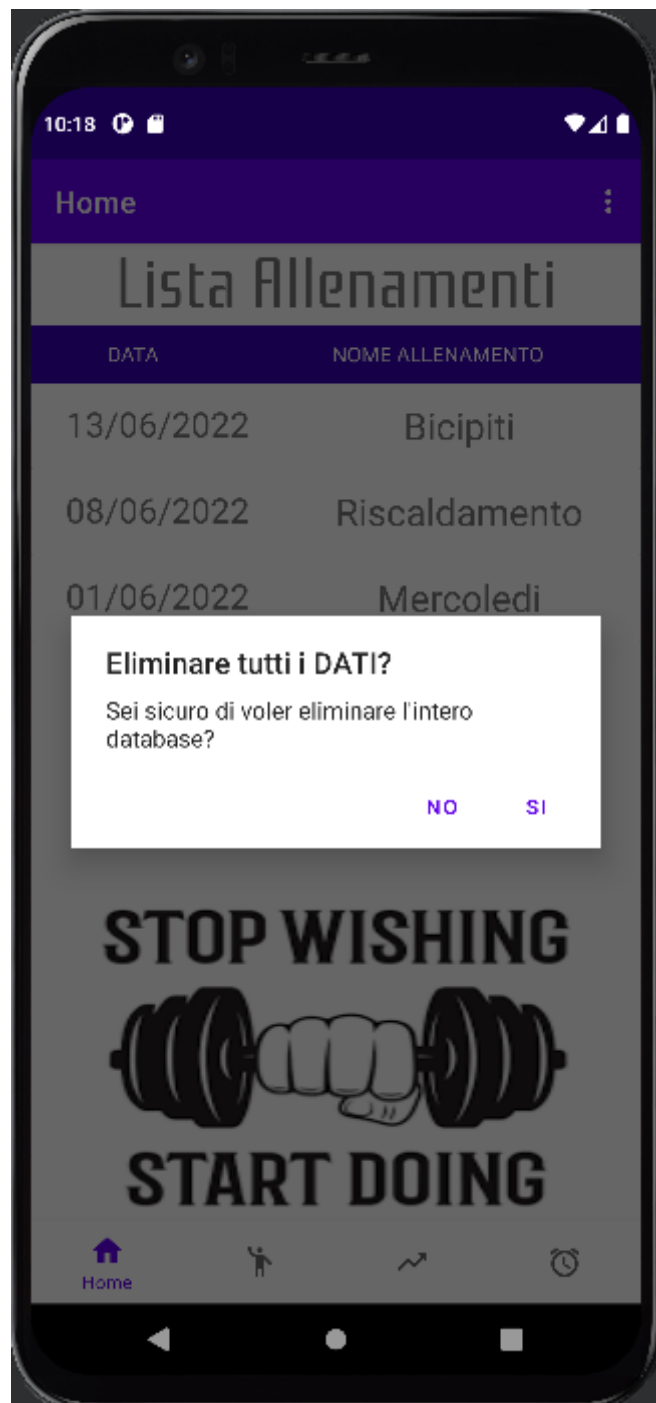 10:18
Home
Lista Allenamenti
DATA NOME ALLENAMENTO
13/06/2022 Bicipiti
08/06/2022 Riscaldamento
01/06/2022 Mercoledi
Eliminare tutti i DATI?
Sei sicuro di voler eliminare l'intero
database?
NO SI
STOP WISHING
START DOING
Home